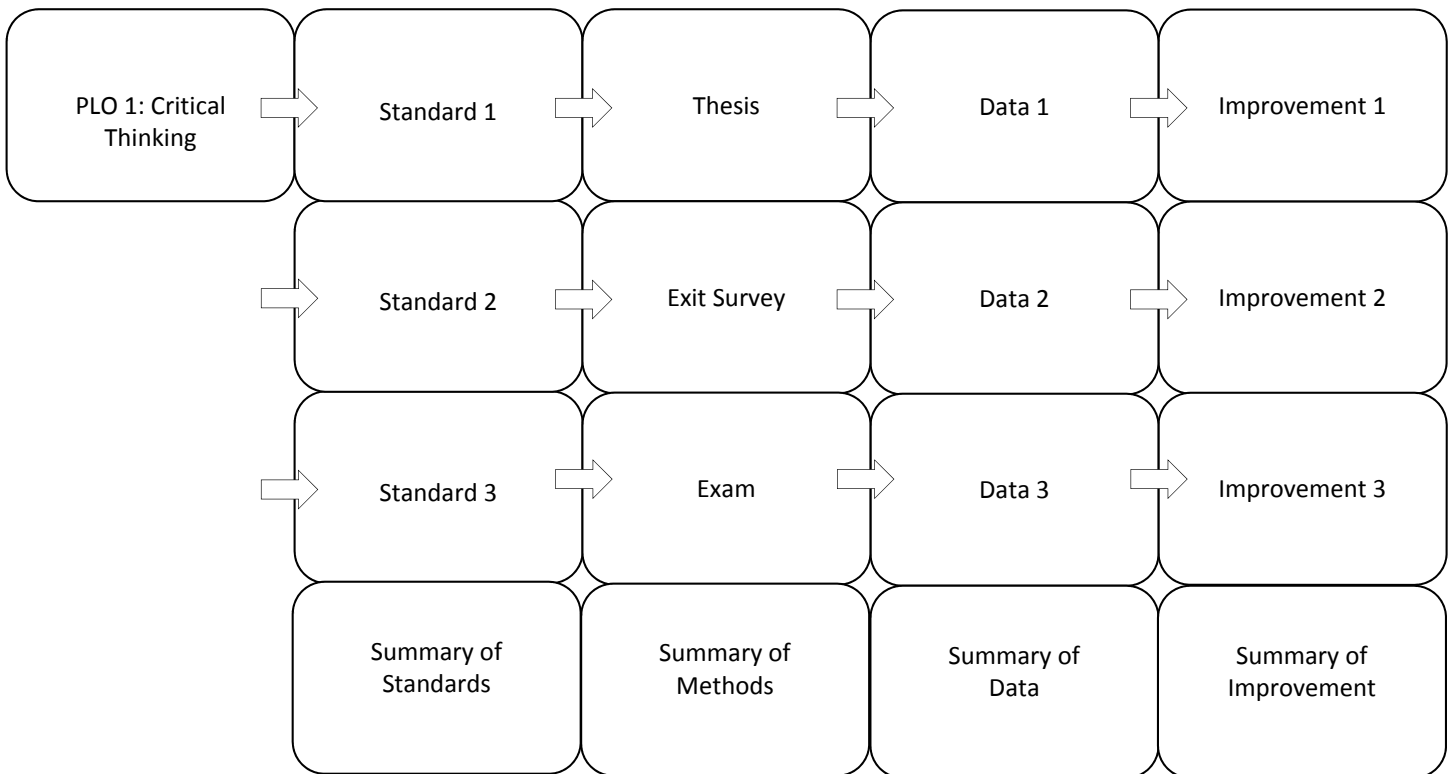 PLO 1: Critical
Thinking
Standard 1
Thesis
Data 1
Improvement 1
Standard 2
Exit Survey
Data 2
Improvement 2
Standard 3
Exam
Data 3
Improvement 3
Summary of
Standards
Summary of
Methods
Summary of
Data
Summary of
Improvement